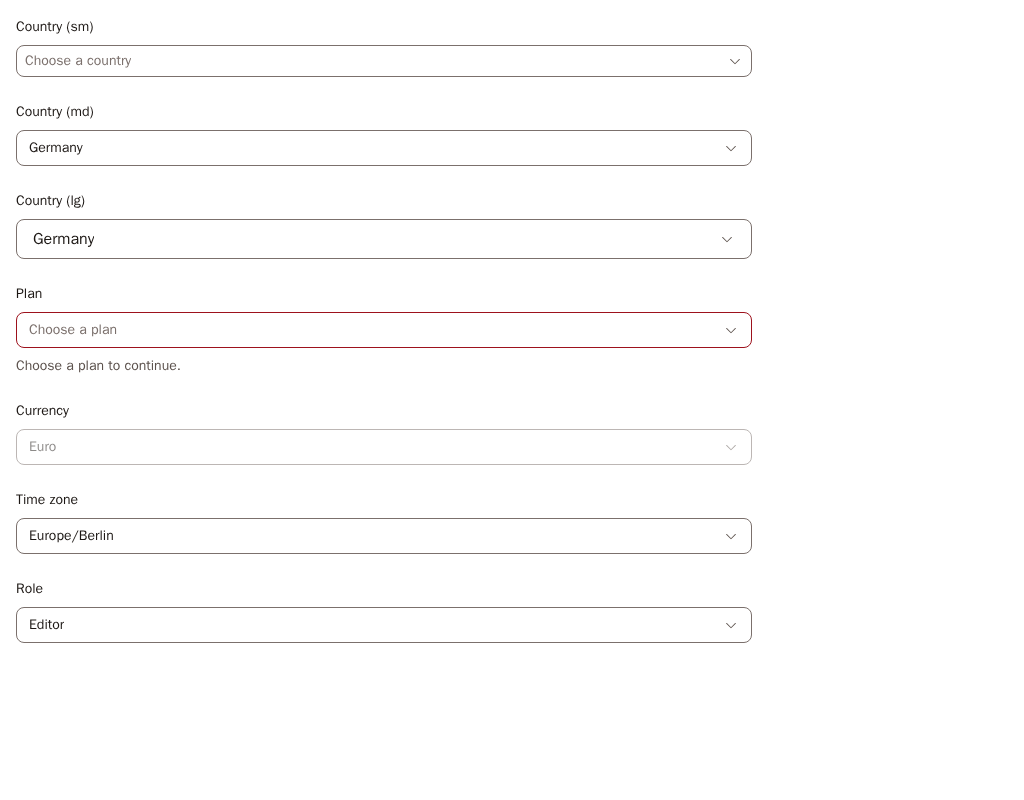 Country (sm)
Choose a country
Country (md)
Germany
Country (lg)
Germany
Plan
Choose a plan
Choose a plan to continue.
Currency
Euro
Time zone
Europe/Berlin
Role
Editor